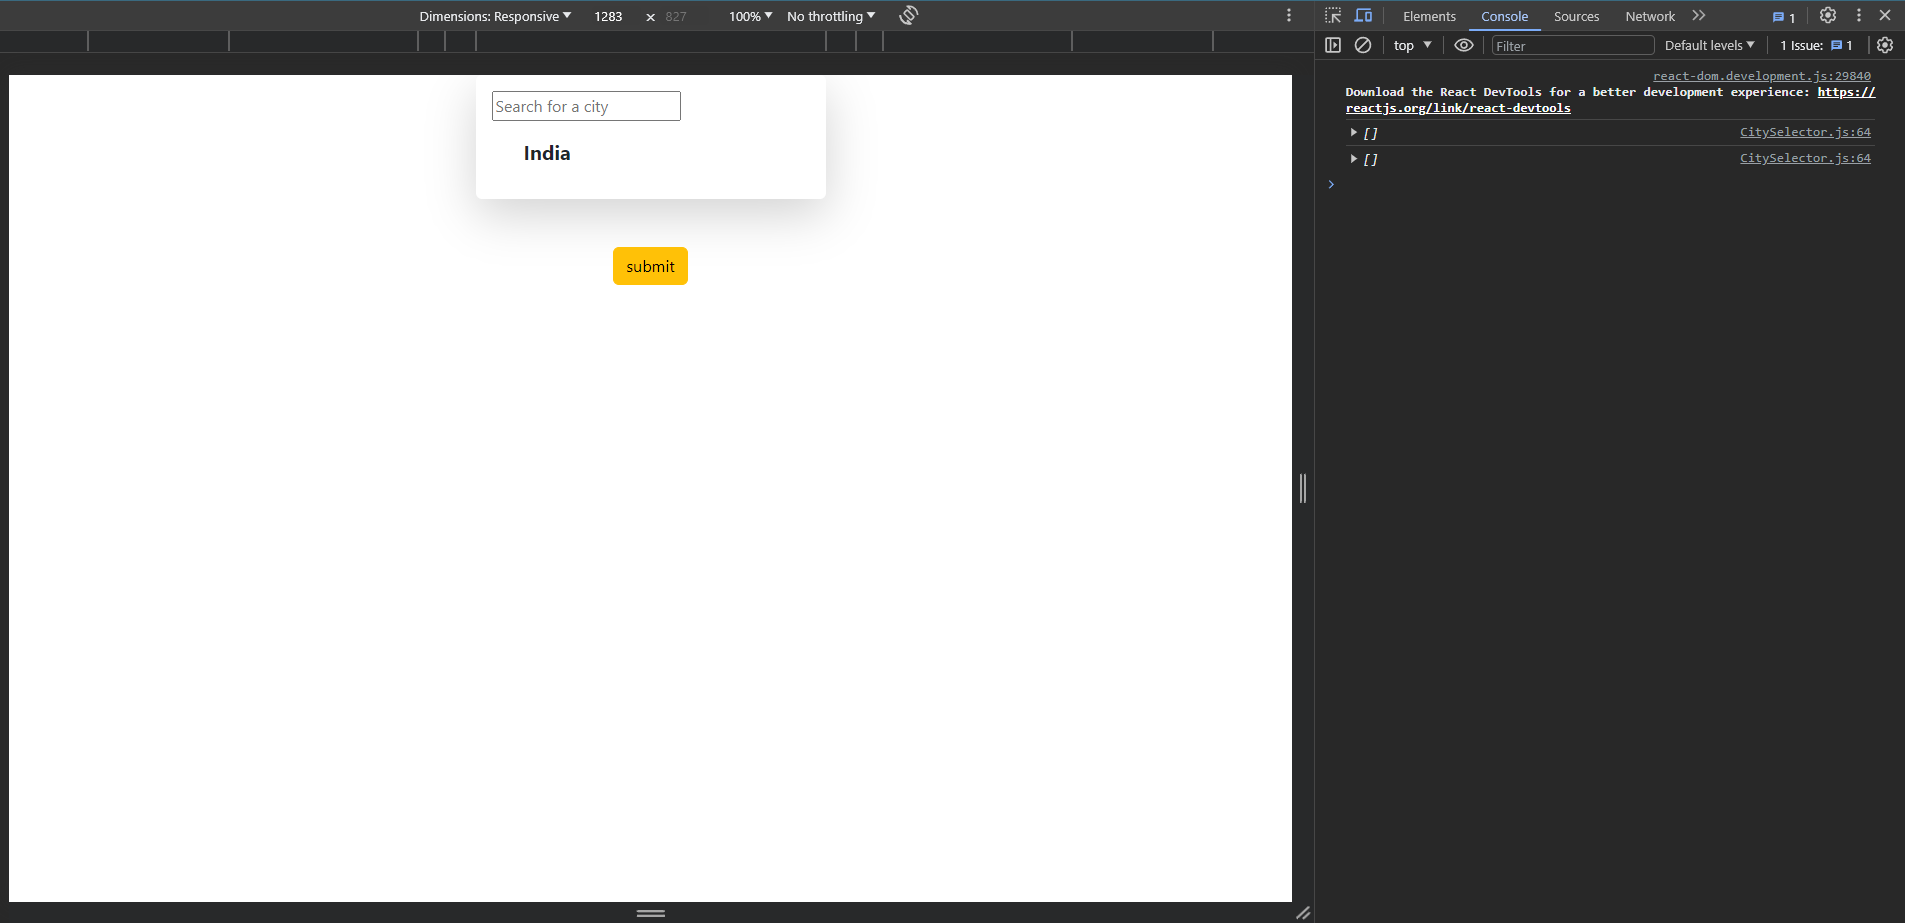 Dimensions: Responsive 1283 x 827 100% No throttling
Search for a city
India
submit
Elements Console Sources Network 1
top Filter Default levels 1 Issue: 1
react-dom.development.js:29840
Download the React DevTools for a better development experience: https://
reactjs.org/link/react-devtools
[] CitySelector.js:64
[] CitySelector.js:64